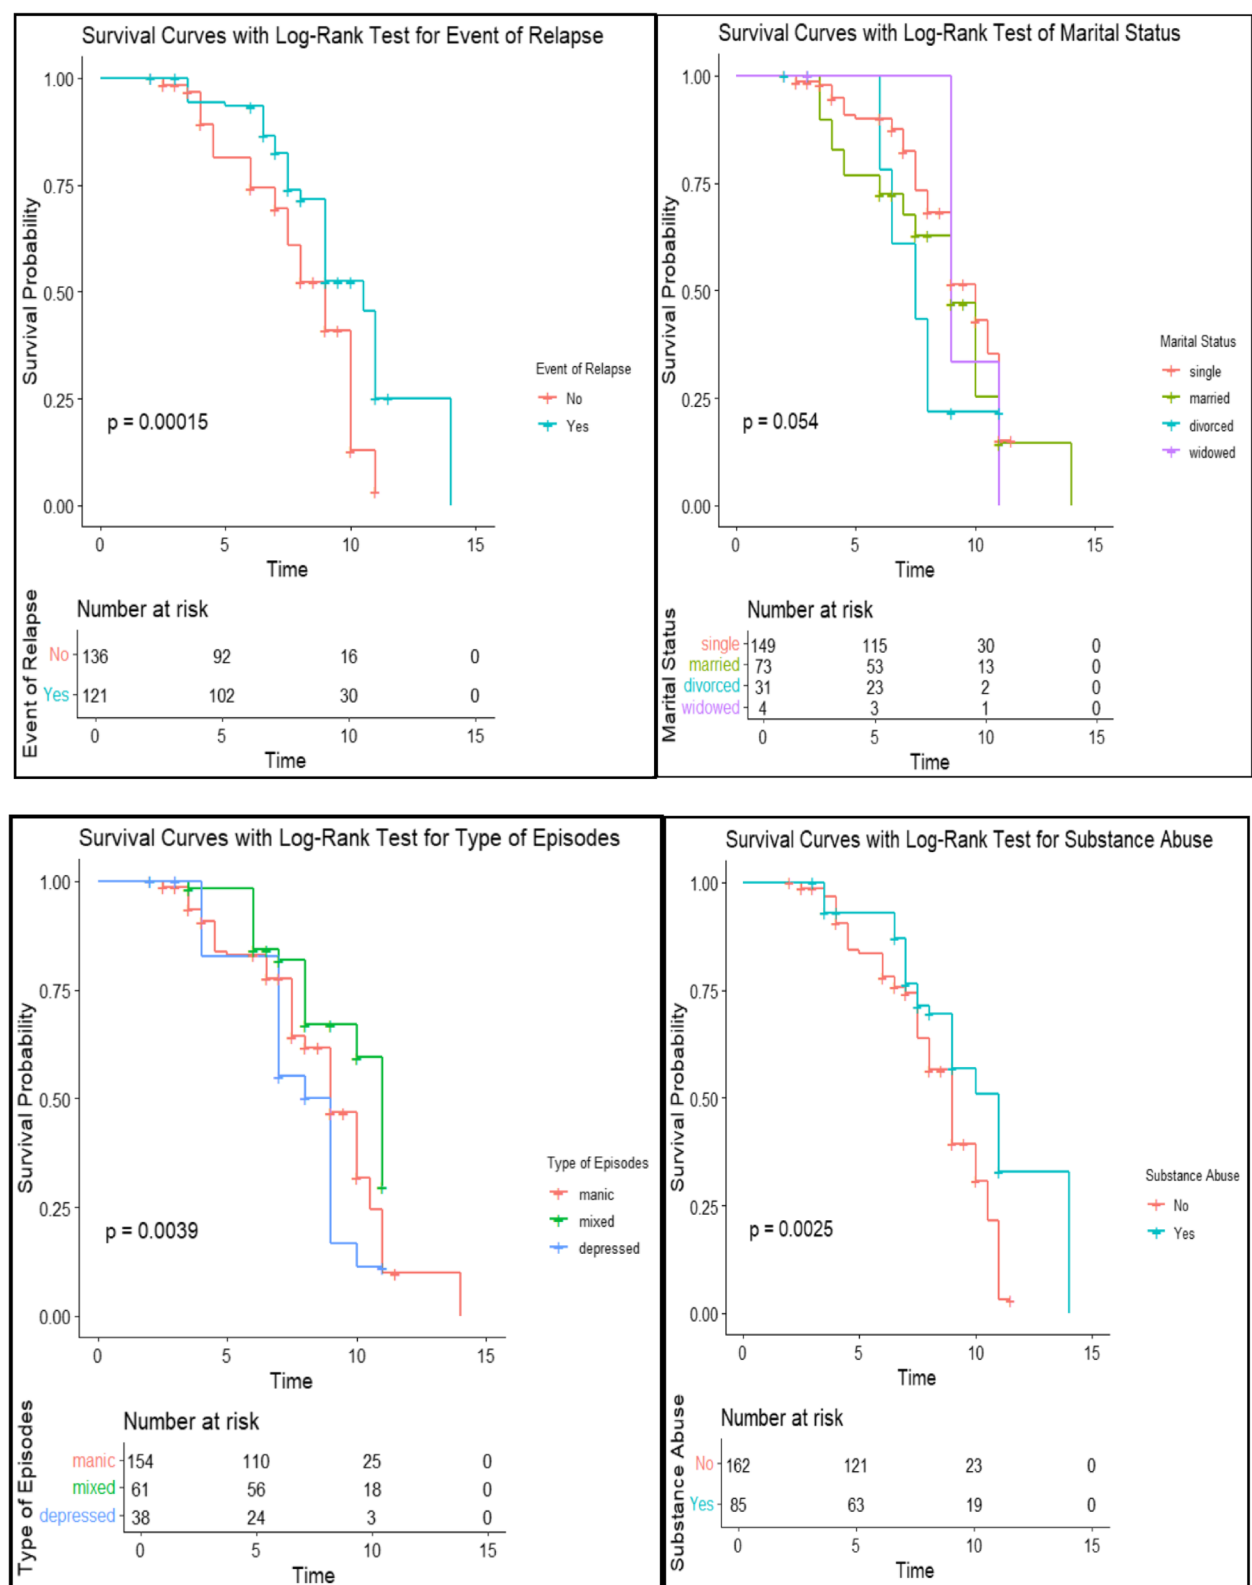 Survival Curves with Log-Rank Test for Event of Relapse
1.00
0.75
0.50
0.25
0.00
Survival Probability
p = 0.00015
Event of Relapse
No
Yes
0 5 10 15
Time
Number at risk
Event of Relapse
No 136 92 16 0
Yes 121 102 30 0
0 5 10 15
Time
Survival Curves with Log-Rank Test of Marital Status
1.00
0.75
0.50
0.25
0.00
Survival Probability
p = 0.054
Marital Status
single
married
divorced
widowed
0 5 10 15
Time
Number at risk
Marital Status
single 149 115 30 0
married 73 53 13 0
divorced 31 23 2 0
widowed 4 3 1 0
0 5 10 15
Time
Survival Curves with Log-Rank Test for Type of Episodes
1.00
0.75
0.50
0.25
0.00
Survival Probability
p = 0.0039
Type of Episodes
manic
mixed
depressed
0 5 10 15
Time
Number at risk
Type of Episodes
manic 154 110 25 0
mixed 61 56 18 0
depressed 38 24 3 0
0 5 10 15
Time
Survival Curves with Log-Rank Test for Substance Abuse
1.00
0.75
0.50
0.25
0.00
Survival Probability
p = 0.0025
Substance Abuse
No
Yes
0 5 10 15
Time
Number at risk
Substance Abuse
No 162 121 23 0
Yes 85 63 19 0
0 5 10 15
Time